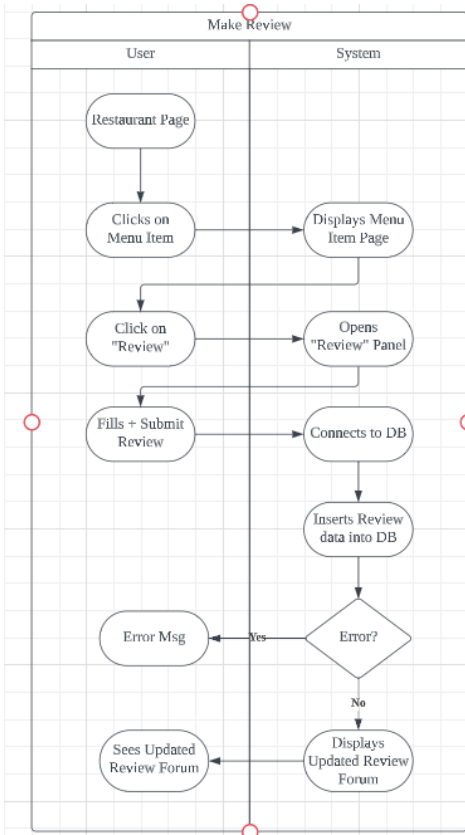 Make Review
User
System
Restaurant Page
Clicks on
Menu Item
Displays Menu
Item Page
Click on
"Review"
Opens
"Review" Panel
Fills + Submit
Review
Connects to DB
Inserts Review
data into DB
Error?
Yes
Error Msg
No
Displays
Updated Review
Forum
Sees Updated
Review Forum